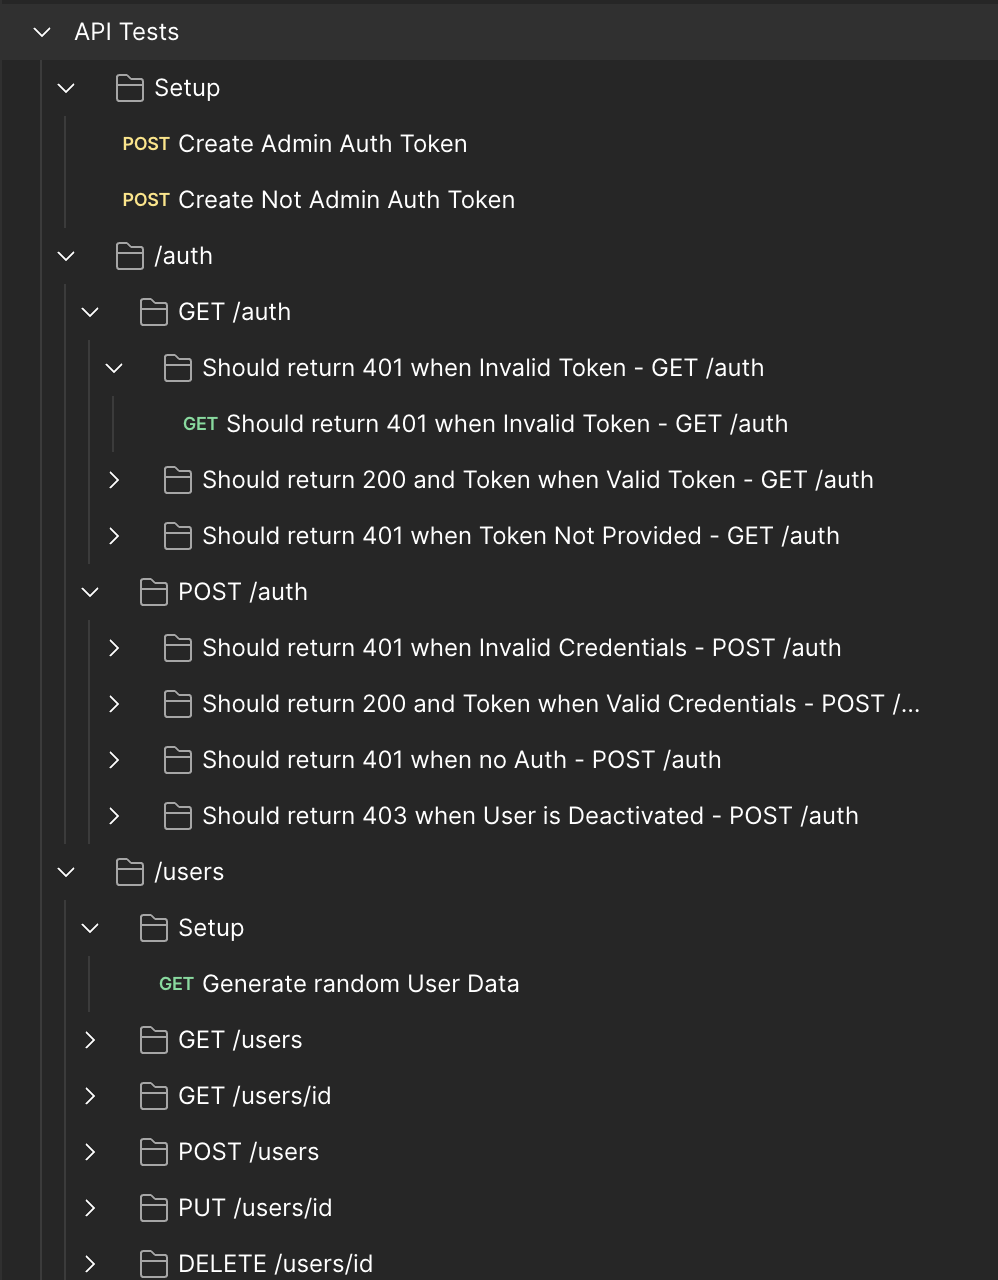 API Tests
Setup
POST Create Admin Auth Token
POST Create Not Admin Auth Token
/auth
GET /auth
Should return 401 when Invalid Token - GET /auth
GET Should return 401 when Invalid Token - GET /auth
Should return 200 and Token when Valid Token - GET /auth
Should return 401 when Token Not Provided - GET /auth
POST /auth
Should return 401 when Invalid Credentials - POST /auth
Should return 200 and Token when Valid Credentials - POST /...
Should return 401 when no Auth - POST /auth
Should return 403 when User is Deactivated - POST /auth
/users
Setup
GET Generate random User Data
GET /users
GET /users/id
POST /users
PUT /users/id
DELETE /users/id